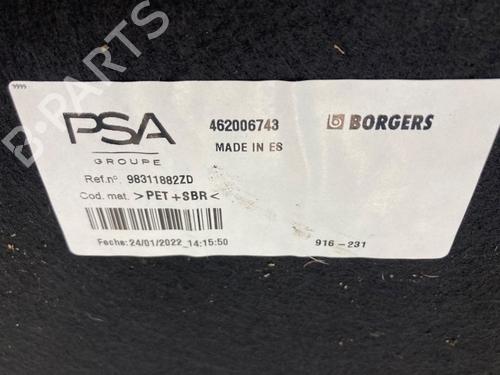 9999
PSA
GROUPE
462006743
MADE IN ES
BORGERS
Ref.nº. 98311882ZD
Cod. mat. >PET+SBR<
Fecha:24/01/2022_14:15:50
916-231
B-PARTS